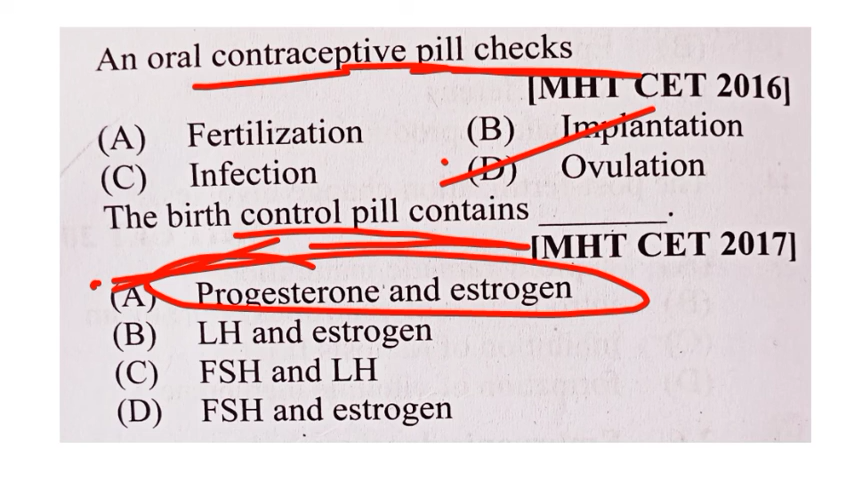 An oral contraceptive pill checks
[MHT CET 2016]
(A) Fertilization (B) Implantation
(C) Infection (D) Ovulation
The birth control pill contains ________.
[MHT CET 2017]
(A) Progesterone and estrogen
(B) LH and estrogen
(C) FSH and LH
(D) FSH and estrogen